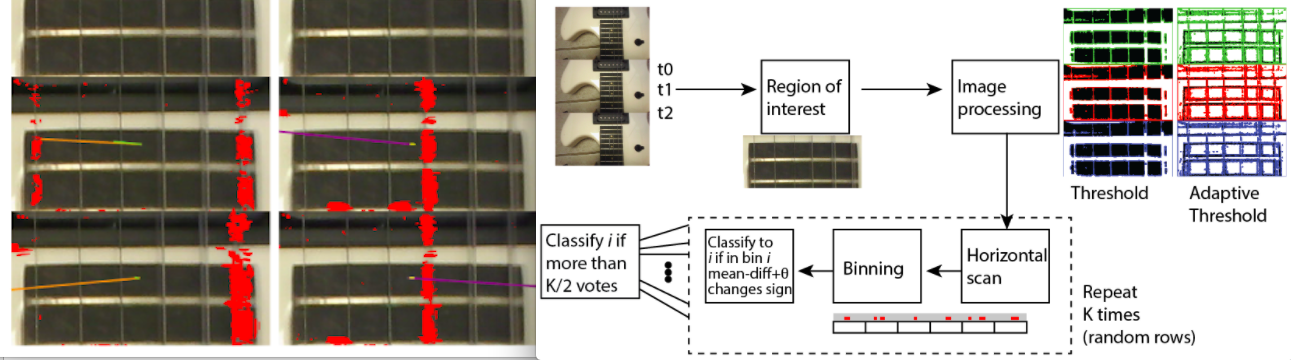 t0
t1
t2
Region of
interest
Image
processing
Threshold
Adaptive
Threshold
Horizontal
scan
Binning
Classify to
i if in bin i
mean-diff+θ
changes sign
Classify i if
more than
K/2 votes
Repeat
K times
(random rows)